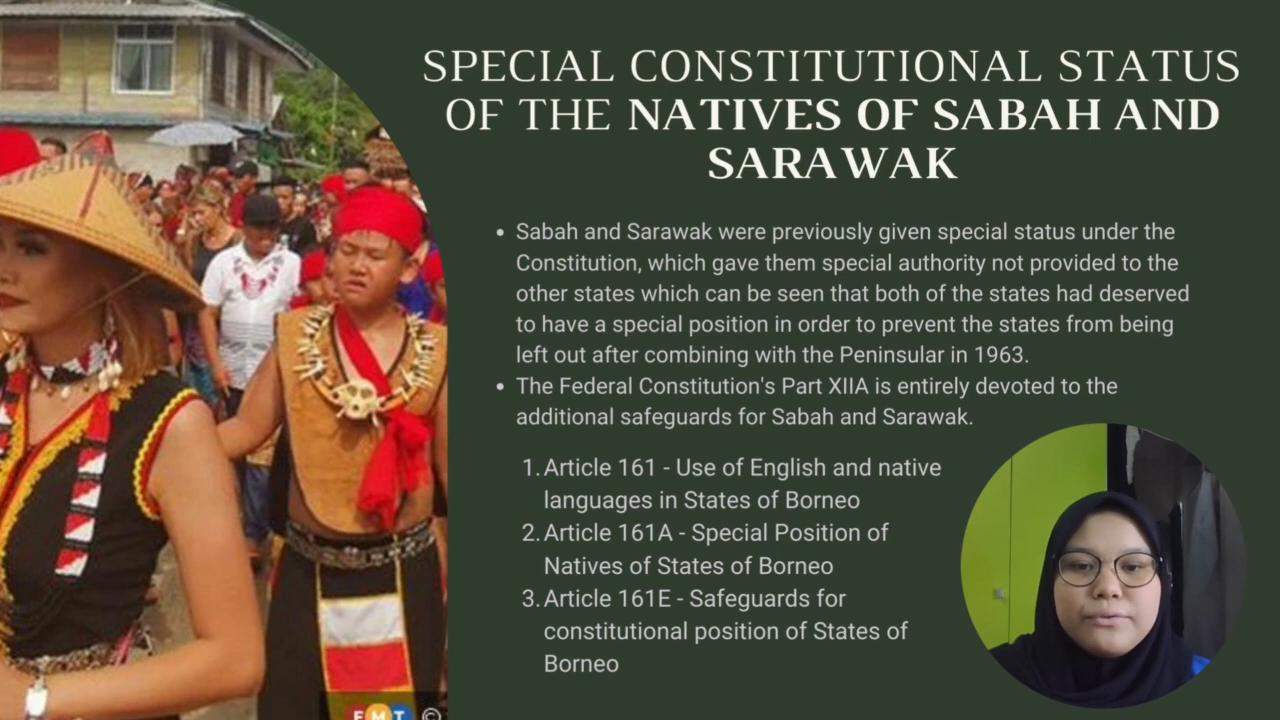 SPECIAL CONSTITUTIONAL STATUS
OF THE NATIVES OF SABAH AND
SARAWAK
• Sabah and Sarawak were previously given special status under the
Constitution, which gave them special authority not provided to the
other states which can be seen that both of the states had deserved
to have a special position in order to prevent the states from being
left out after combining with the Peninsular in 1963.
• The Federal Constitution's Part XIIA is entirely devoted to the
additional safeguards for Sabah and Sarawak.
1. Article 161 - Use of English and native
languages in States of Borneo
2. Article 161A - Special Position of
Natives of States of Borneo
3. Article 161E - Safeguards for
constitutional position of States of
Borneo
FMT ©